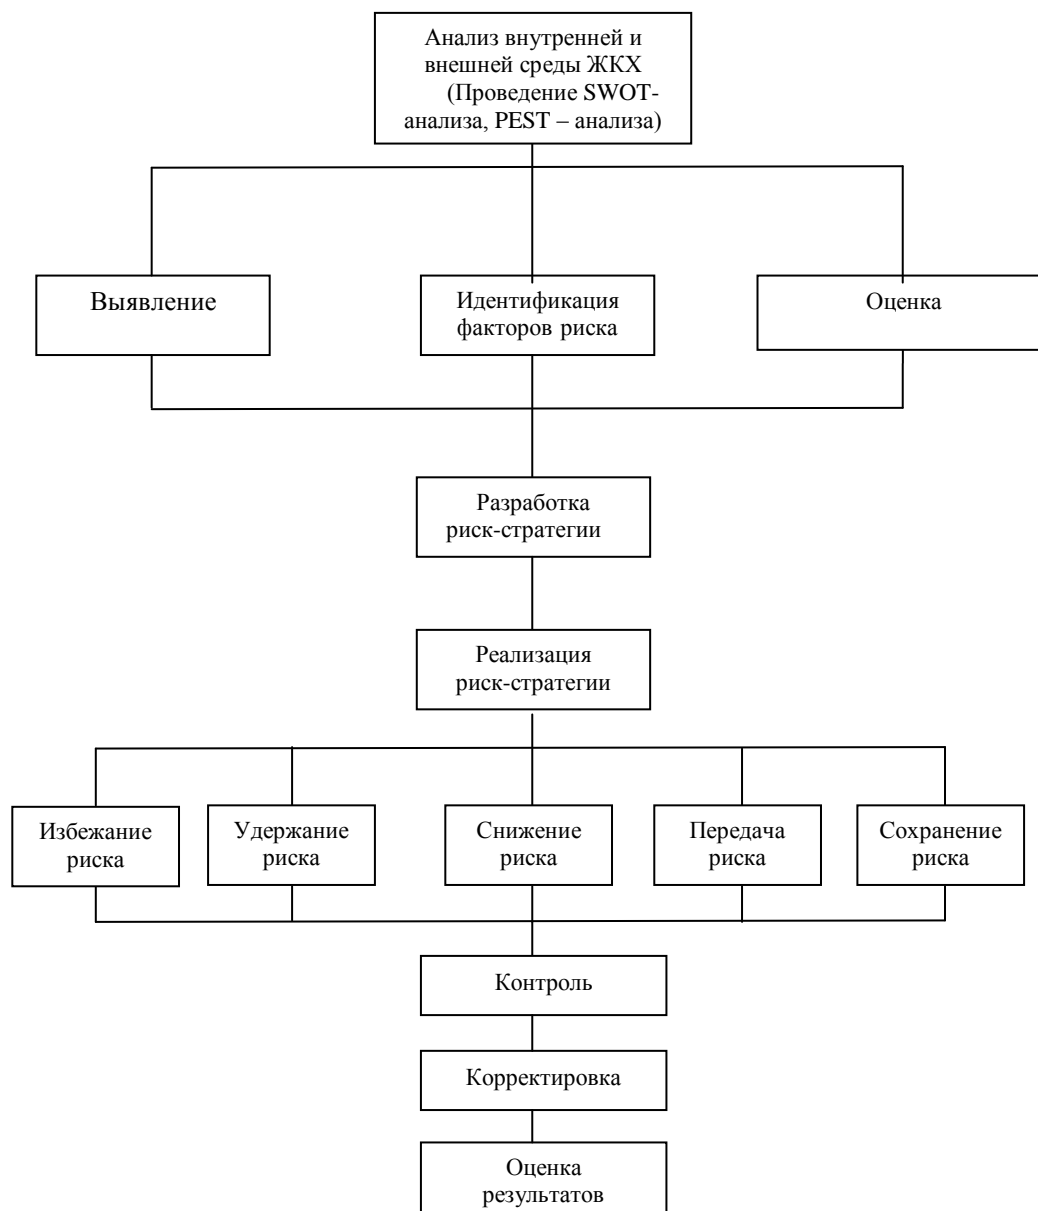 Анализ внутренней и
внешней среды ЖКХ
(Проведение SWOT-
анализа, PEST – анализа)
Выявление
Идентификация
факторов риска
Оценка
Разработка
риск-стратегии
Реализация
риск-стратегии
Избежание
риска
Удержание
риска
Снижение
риска
Передача
риска
Сохранение
риска
Контроль
Корректировка
Оценка
результатов